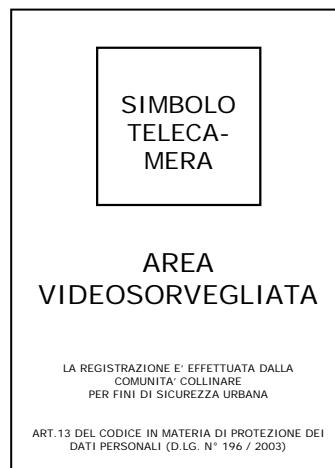 SIMBOLO
TELECA-
MERA
AREA
VIDEOSORVEGLIATA
LA REGISTRAZIONE E' EFFETTUATA DALLA
COMUNITA' COLLINARE
PER FINI DI SICUREZZA URBANA
ART.13 DEL CODICE IN MATERIA DI PROTEZIONE DEI
DATI PERSONALI (D.LG. N° 196 / 2003)